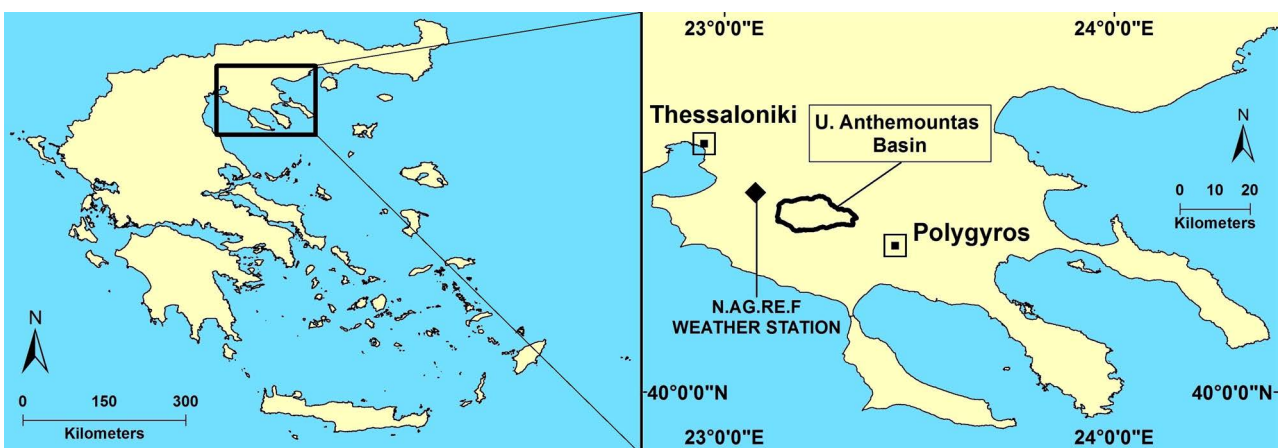 N
0 150 300
Kilometers
23°0'0"E 24°0'0"E
Thessaloniki
U. Anthemountas
Basin
N
0 10 20
Kilometers
Polygyros
N.AG.RE.F
WEATHER STATION
40°0'0"N 40°0'0"N
23°0'0"E 24°0'0"E